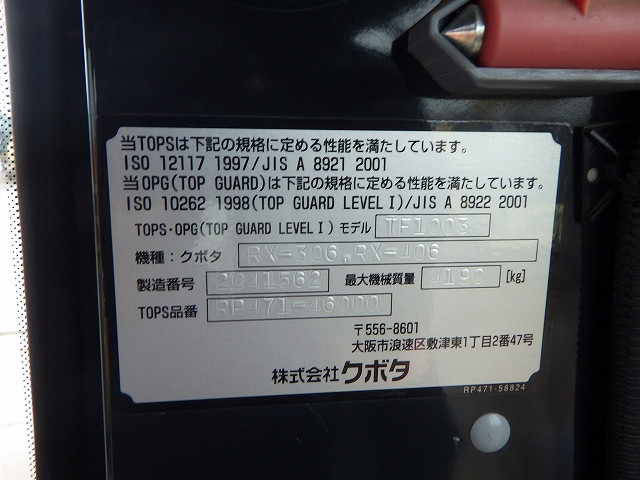 当TOPSは下記の規格に定める性能を満たしています。
ISO 12117 1997/JIS A 8921 2001
当OPG(TOP GUARD)は下記の規格に定める性能を満たしています。
ISO 10262 1998(TOP GUARD LEVEL I)/JIS A 8922 2001
TOPS・OPG(TOP GUARD LEVEL I) モデル TF1003
機種：クボタ RX-306,RX-406
製造番号 2041562 最大機械質量 4190 [kg]
TOPS品番 RP471-46000
〒556-8601
大阪市浪速区敷津東1丁目2番47号
株式会社クボタ
RP471-58824